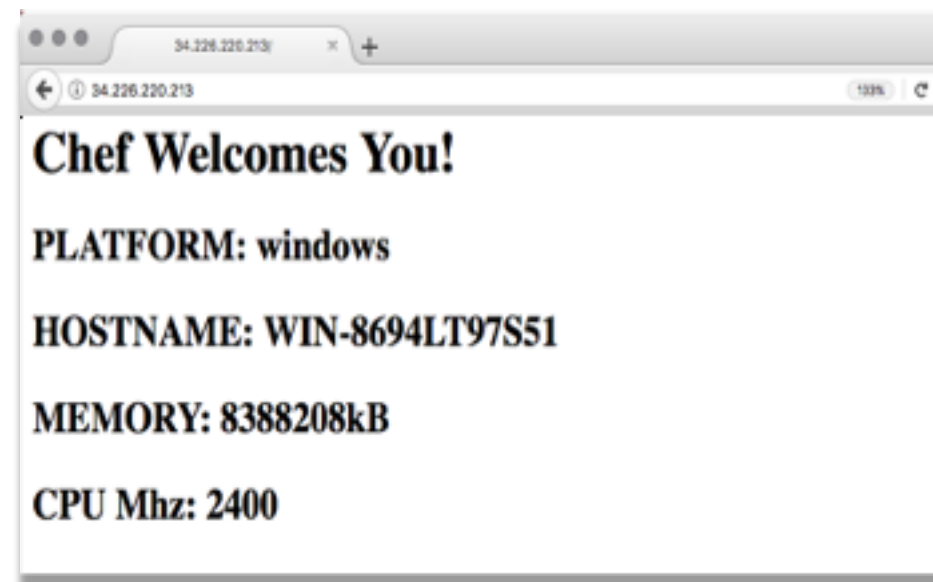 34.226.220.213/
34.226.220.213
133%
Chef Welcomes You!
PLATFORM: windows
HOSTNAME: WIN-8694LT97S51
MEMORY: 8388208kB
CPU Mhz: 2400